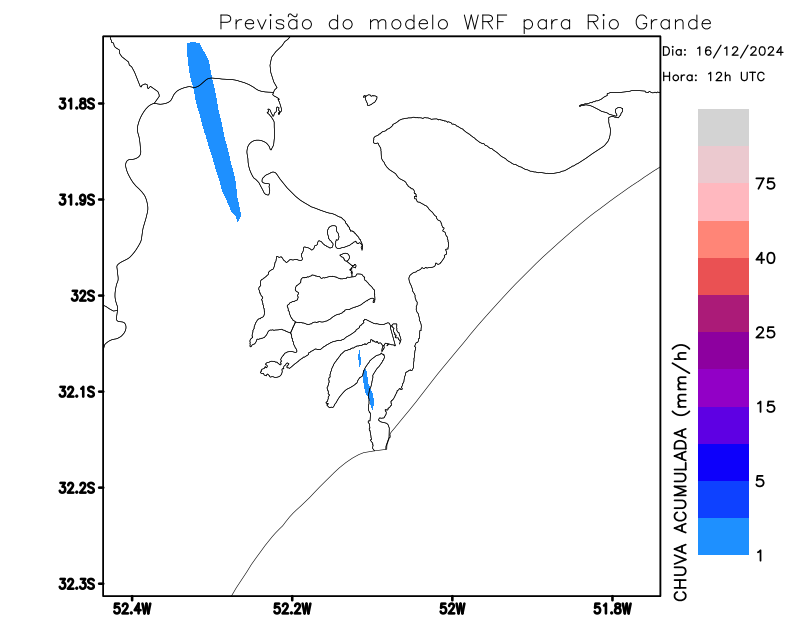 Previsão do modelo WRF para Rio Grande
Dia: 16/12/2024
Hora: 12h UTC
31.8S
31.9S
32S
32.1S
32.2S
32.3S
52.4W
52.2W
52W
51.8W
75
40
25
15
5
1
CHUVA ACUMULADA (mm/h)